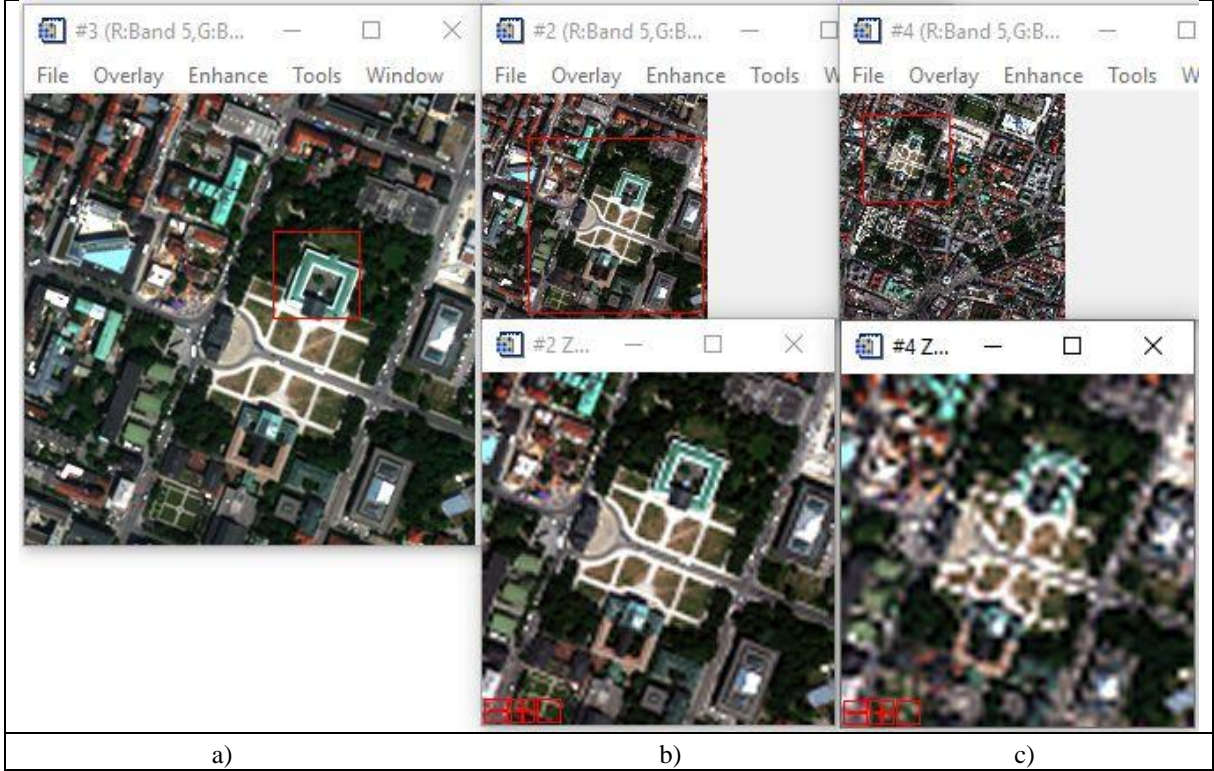 #3 (R:Band 5,G:B...
File Overlay Enhance Tools Window
#2 (R:Band 5,G:B...
File Overlay Enhance Tools W
#4 (R:Band 5,G:B...
File Overlay Enhance Tools W
#2 Z...
#4 Z...
a)
b)
c)